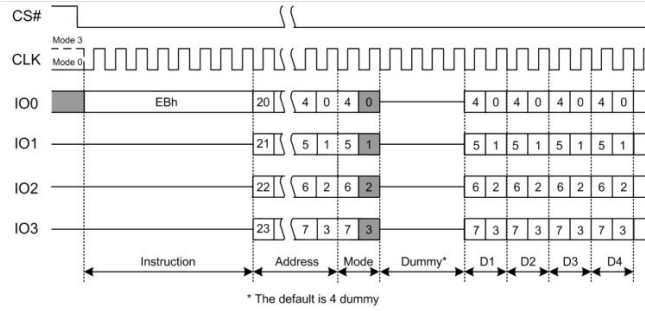 CS#
Mode 3
CLK
Mode 0
IO0 EBh 20 4 0 4 0 4 0 4 0 4 0 4 0
IO1 21 5 1 5 1 5 1 5 1 5 1 5 1
IO2 22 6 2 6 2 6 2 6 2 6 2 6 2
IO3 23 7 3 7 3 7 3 7 3 7 3 7 3
Instruction Address Mode Dummy* D1 D2 D3 D4
* The default is 4 dummy